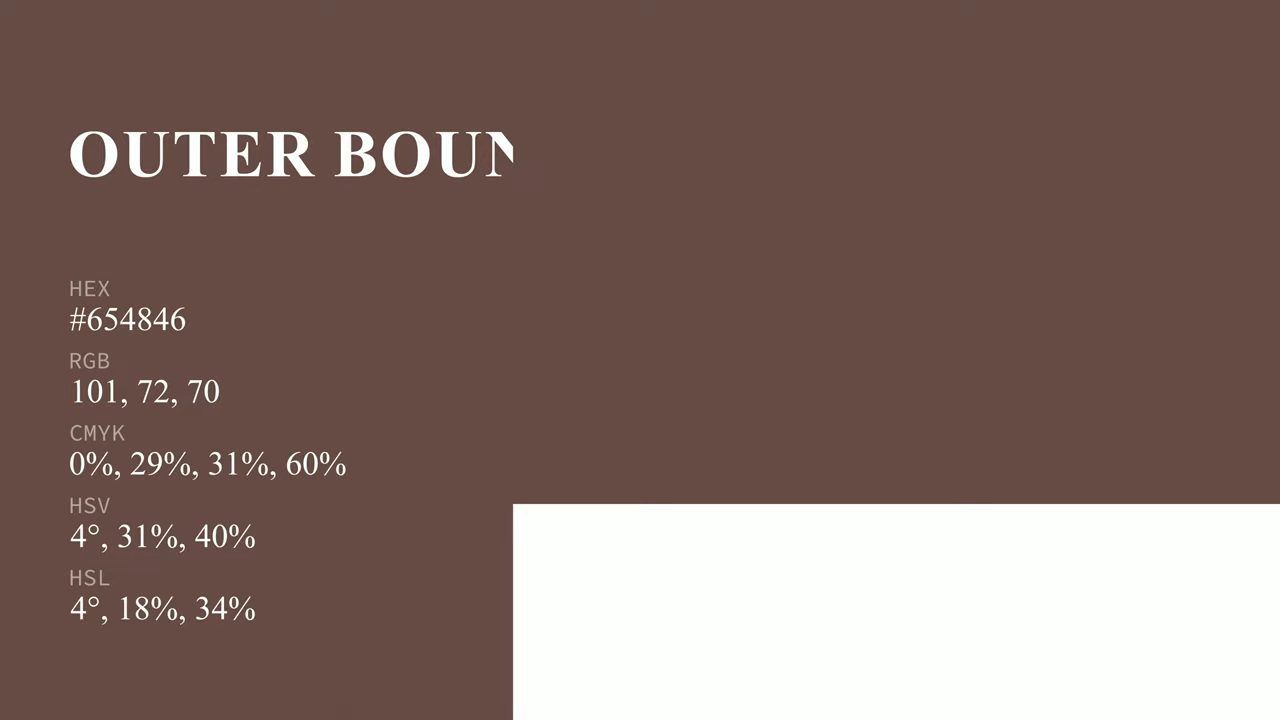 OUTER BOUN
HEX
#654846
RGB
101, 72, 70
CMYK
0%, 29%, 31%, 60%
HSV
4°, 31%, 40%
HSL
4°, 18%, 34%